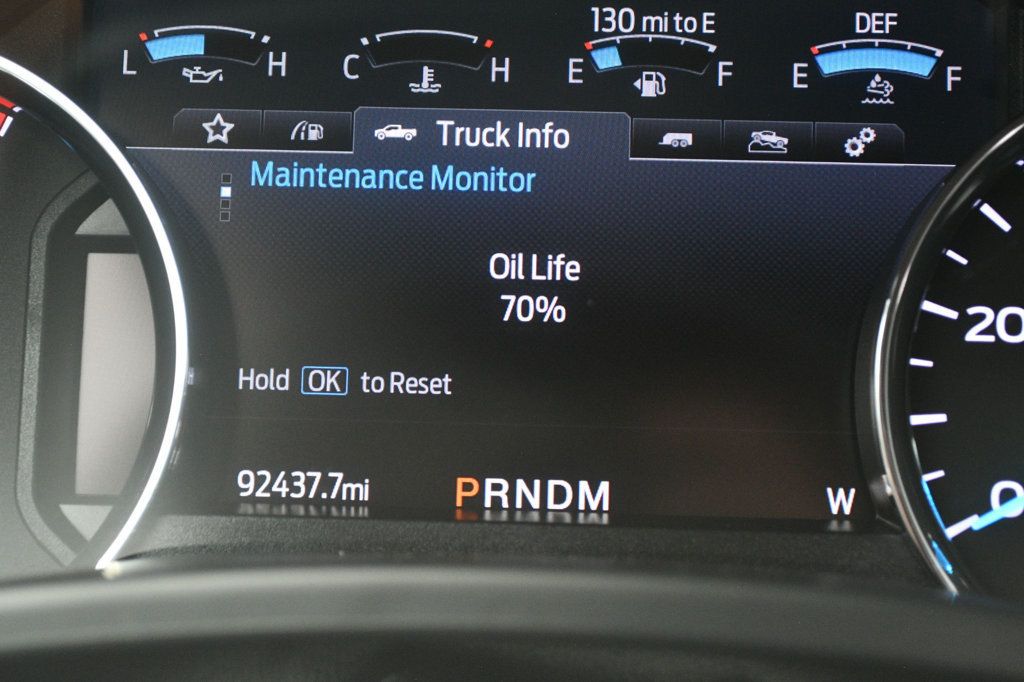 130 mi to E
DEF
L H
C H
E F
E F
Truck Info
Maintenance Monitor
Oil Life
70%
Hold OK to Reset
92437.7mi
PRNDM
W
20
0